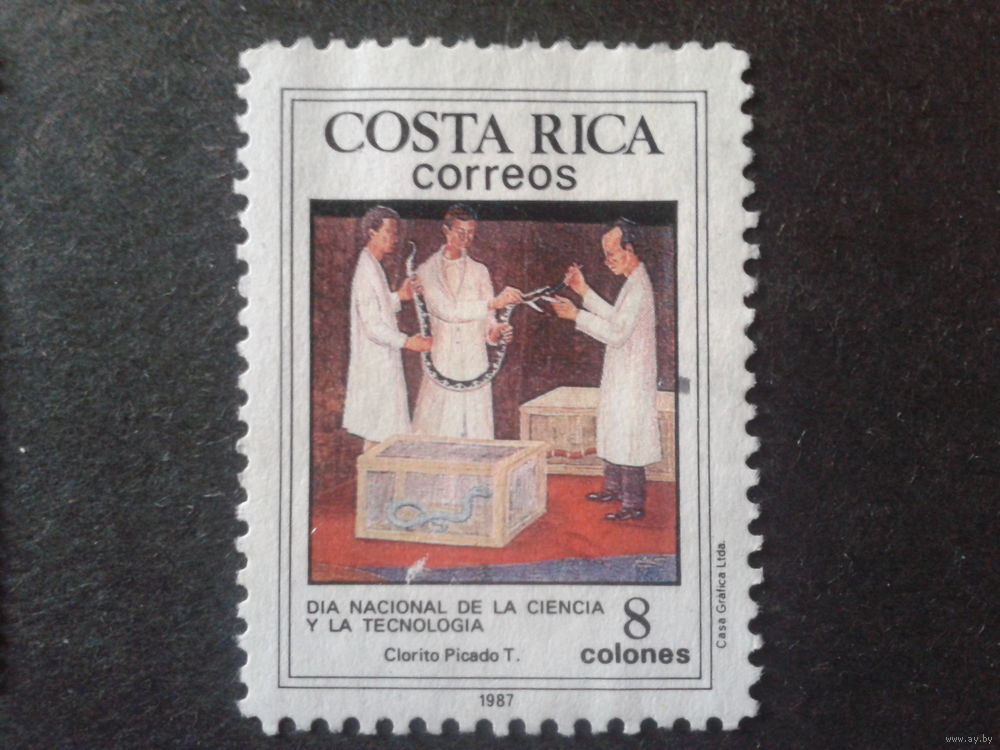 COSTA RICA
correos
DIA NACIONAL DE LA CIENCIA
Y LA TECNOLOGIA
Clorito Picado T.
8
colones
Casa Gráfica Ltda.
1987
www.ay.by